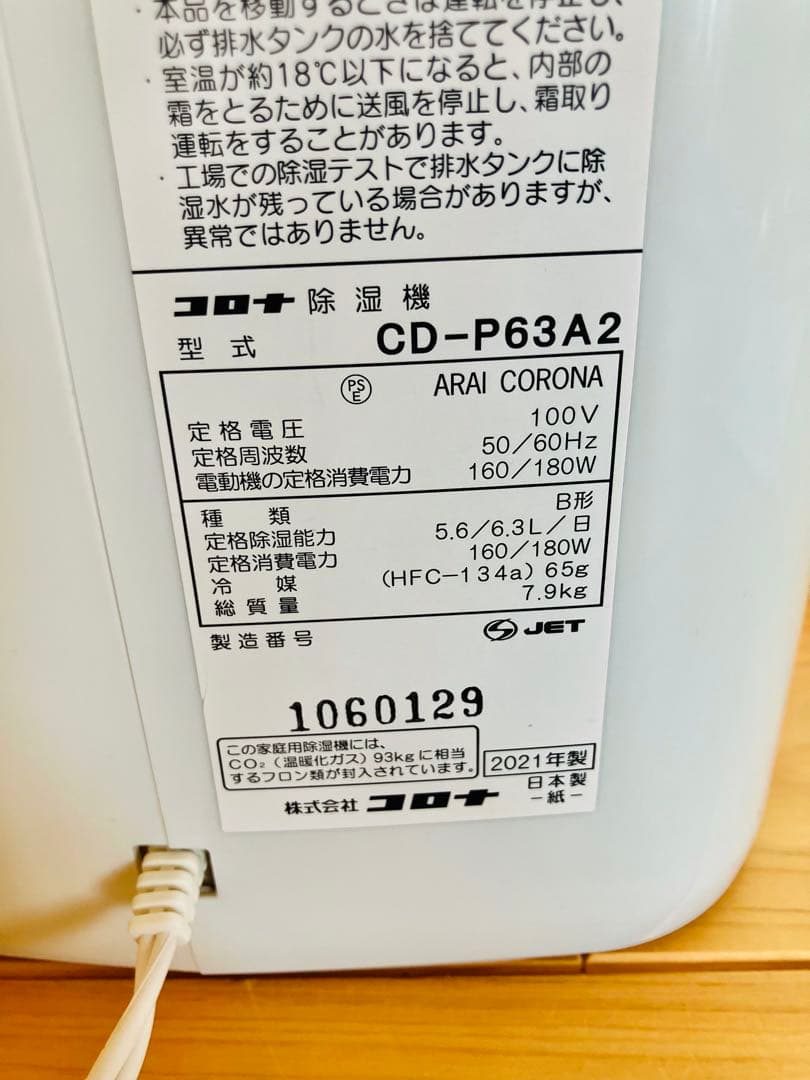 ・本品を移動するときは運転を停止し、
必ず排水タンクの水を捨ててください。
・室温が約18℃以下になると、内部の
霜をとるために送風を停止し、霜取り
運転をすることがあります。
・工場での除湿テストで排水タンクに除
湿水が残っている場合がありますが、
異常ではありません。
コロナ 除湿機
型式 CD-P63A2
PSE ARAI CORONA
定格電圧 100V
定格周波数 50/60Hz
電動機の定格消費電力 160/180W
種類 B形
定格除湿能力 5.6/6.3L/日
定格消費電力 160/180W
冷媒 (HFC-134a) 65g
総質量 7.9kg
製造番号 JET
1060129
この家庭用除湿機には、
CO₂(温暖化ガス)93kgに相当
するフロン類が封入されています。
2021年製
日本製
株式会社 コロナ -紙-